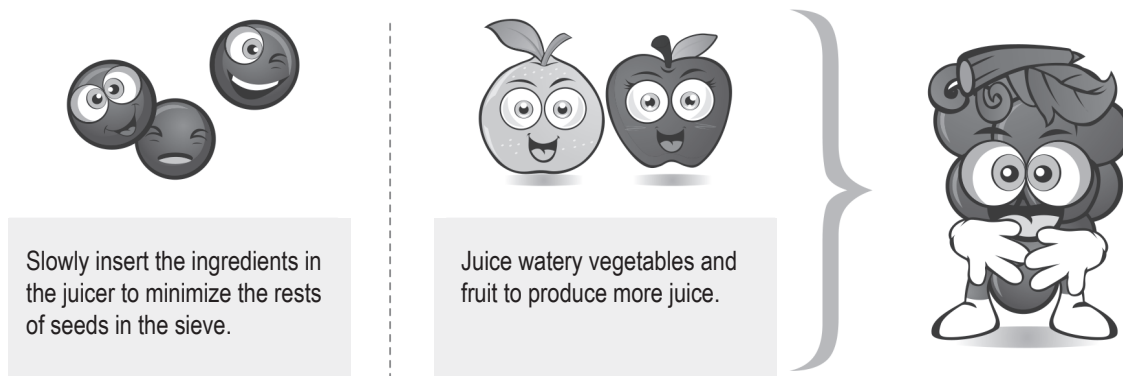 Slowly insert the ingredients in
the juicer to minimize the rests
of seeds in the sieve.
Juice watery vegetables and
fruit to produce more juice.